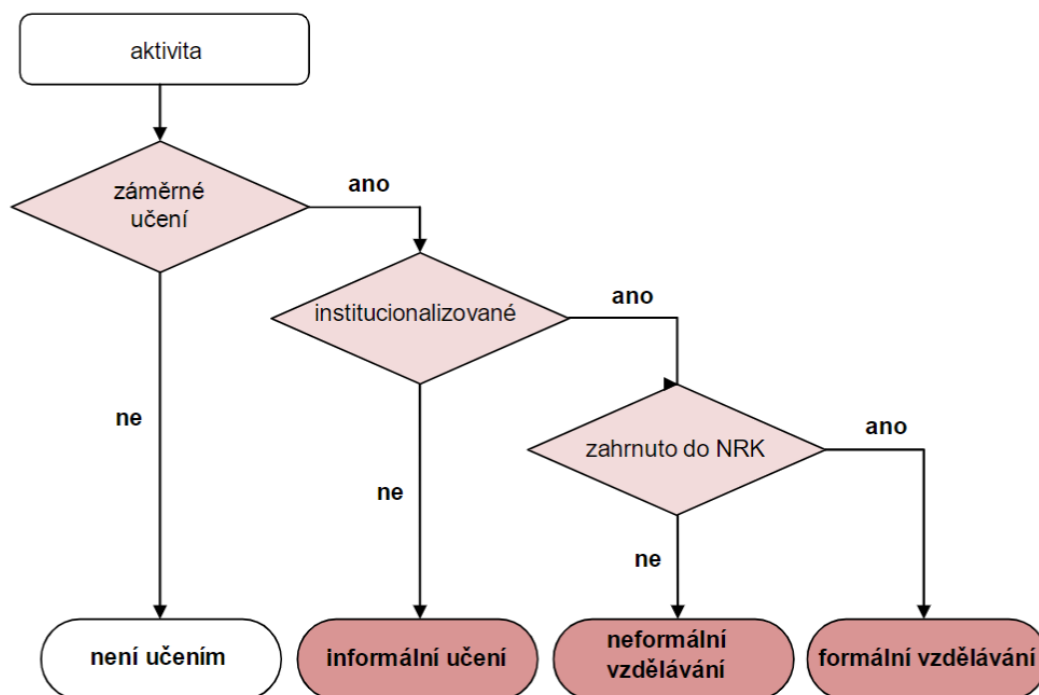 aktivita
záměrné
učení
ano
institucionalizované
ano
ne
zahrnuto do NRK
ano
ne
ne
není učením
informální učení
neformální
vzdělávání
formální vzdělávání